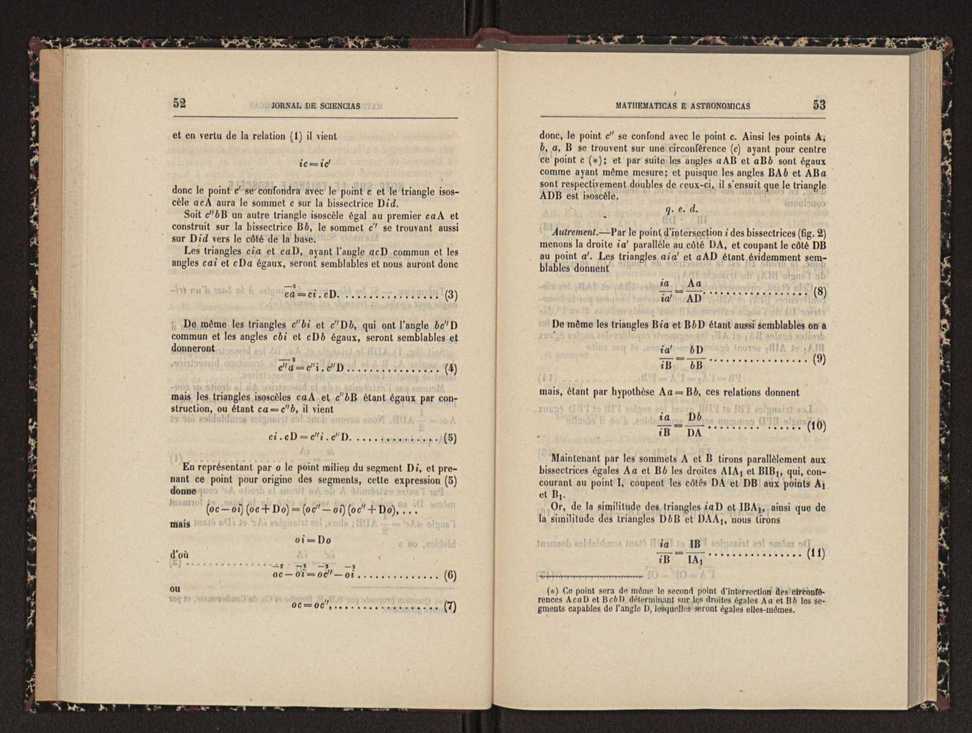 52 JORNAL DE SCIENCIAS
et en vertu de la relation (1) il vient
ic = ic′
donc le point c′ se confondra avec le point c et le triangle isos-
cèle acA aura le sommet c sur la bissectrice Did.
Soit c″bB un autre triangle isoscèle égal au premier caA et
construit sur la bissectrice Bb, le sommet c″ se trouvant aussi
sur Did vers le côté de la base.
Les triangles cia et caD, ayant l'angle acD commun et les
angles cai et cDa égaux, seront semblables et nous auront donc
c̅a̅² = ci . cD. . . . . . . . . . . . . . . . . (3)
De même les triangles c″bi et c″Db, qui ont l'angle bc″D
commun et les angles cbi et cDb égaux, seront semblables et
donneront
c̅″̅a̅² = c″i . c″D . . . . . . . . . . . . . . . . (4)
mais les triangles isoscèles caA et c″bB étant égaux par con-
struction, ou étant ca = c″b, il vient
ci . cD = c″i . c″D. . . . . . . . . . . . . . . (5)
En représentant par o le point milieu du segment Di, et pre-
nant ce point pour origine des segments, cette expression (5)
donne
(oc — oi) (oc + Do) = (oc″ — oi) (oc″ + Do), . . .
mais
oi = Do
d'où
o̅c̅² — o̅i̅² = o̅c̅″̅² — o̅i̅² . . . . . . . . . . . . . . (6)
ou
oc = oc″, . . . . . . . . . . . . . . . . . . (7)
MATHEMATICAS E ASTRONOMICAS 53
donc, le point c″ se confond avec le point c. Ainsi les points A,
b, a, B se trouvent sur une circonférence (c) ayant pour centre
ce point c (*); et par suite les angles aAB et aBb sont égaux
comme ayant même mesure; et puisque les angles BAb et ABa
sont respectivement doubles de ceux-ci, il s'ensuit que le triangle
ADB est isoscèle.
q. e. d.
Autrement.—Par le point d'intersection i des bissectrices (fig. 2)
menons la droite ia′ parallèle au côté DA, et coupant le côté DB
au point a′. Les triangles aia′ et aAD étant évidemment sem-
blables donnent
ia/ia′ = Aa/AD . . . . . . . . . . . . . . . . . (8)
De même les triangles Bia et BbD étant aussi semblables on a
ia′/iB = bD/bB . . . . . . . . . . . . . . . . . (9)
mais, étant par hypothèse Aa = Bb, ces relations donnent
ia/iB = Db/DA . . . . . . . . . . . . . . . . (10)
Maintenant par les sommets A et B tirons parallèlement aux
bissectrices égales Aa et Bb les droites AIA₁ et BIB₁, qui, con-
courant au point I, coupent les côtés DA et DB aux points A₁
et B₁.
Or, de la similitude des triangles iaD et IBA₁, ainsi que de
la similitude des triangles DbB et DAA₁, nous tirons
ia/iB = IB/IA₁ . . . . . . . . . . . . . . . . (11)
(*) Ce point sera de même le second point d'intersection des circonfé-
rences AcaD et BcbD déterminant sur les droites égales Aa et Bb les se-
gments capables de l'angle D, lesquelles seront égales elles-mêmes.